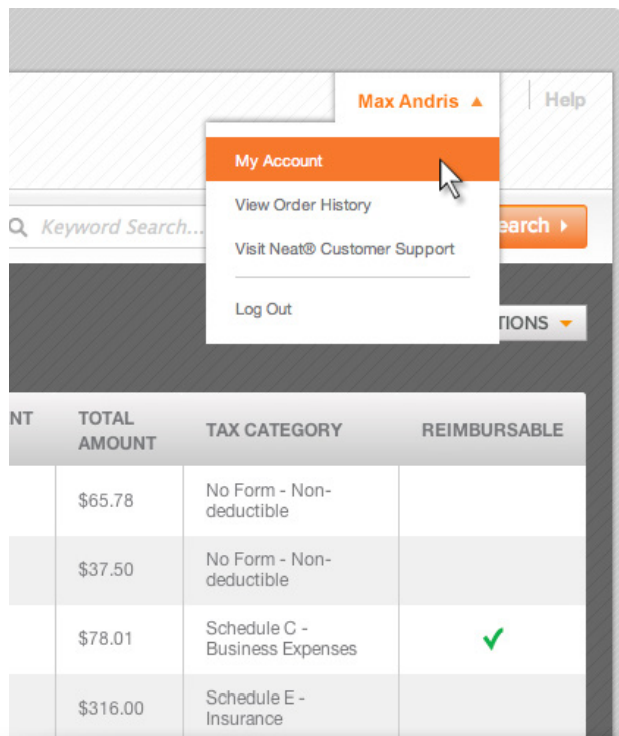 Max Andris
Help
My Account
View Order History
Visit Neat® Customer Support
Log Out
Keyword Search...
earch
TIONS
NT
TOTAL
AMOUNT
TAX CATEGORY
REIMBURSABLE
$65.78
No Form - Non-
deductible
$37.50
No Form - Non-
deductible
$78.01
Schedule C -
Business Expenses
$316.00
Schedule E -
Insurance